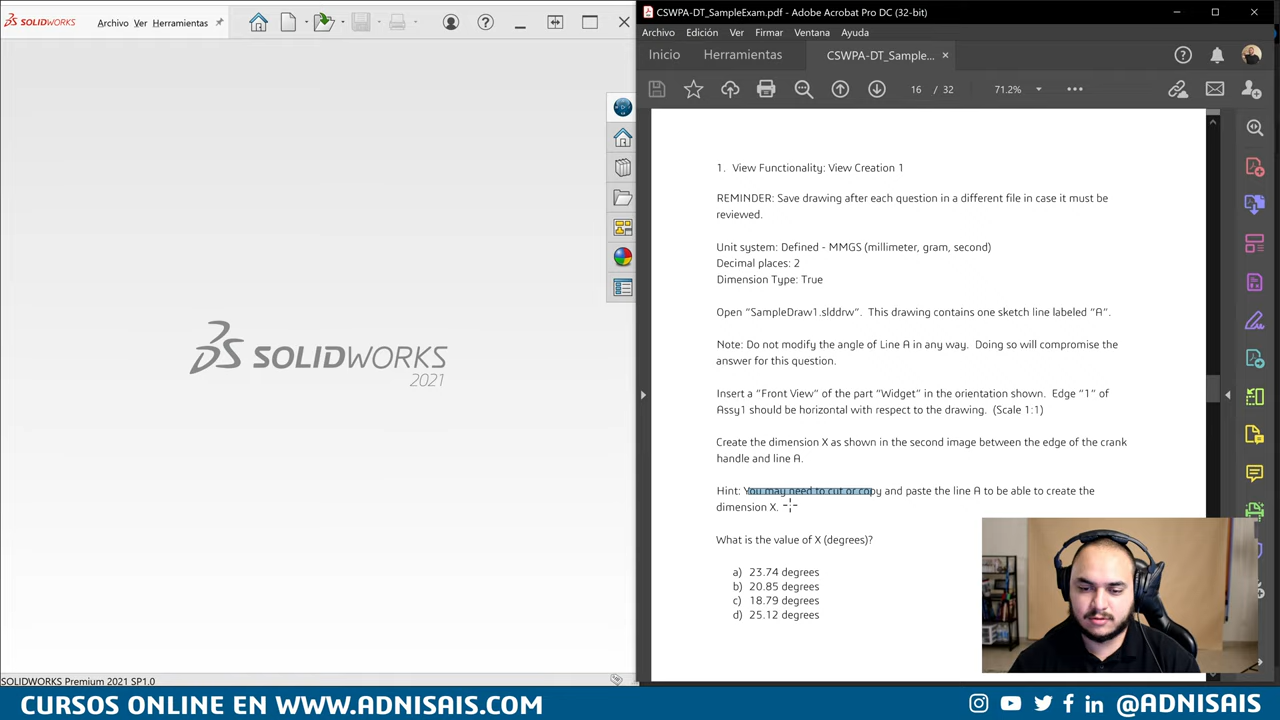 SOLIDWORKS
Archivo Ver Herramientas
CSWPA-DT_SampleExam.pdf - Adobe Acrobat Pro DC (32-bit)
Archivo Edición Ver Firmar Ventana Ayuda
Inicio Herramientas CSWPA-DT_Sample... ×
16 / 32 71.2%
1. View Functionality: View Creation 1
REMINDER: Save drawing after each question in a different file in case it must be
reviewed.
Unit system: Defined - MMGS (millimeter, gram, second)
Decimal places: 2
Dimension Type: True
Open “SampleDraw1.slddrw”. This drawing contains one sketch line labeled “A”.
Note: Do not modify the angle of Line A in any way. Doing so will compromise the
answer for this question.
Insert a “Front View” of the part “Widget” in the orientation shown. Edge “1” of
Assy1 should be horizontal with respect to the drawing. (Scale 1:1)
Create the dimension X as shown in the second image between the edge of the crank
handle and line A.
Hint: You may need to cut or copy and paste the line A to be able to create the
dimension X.
What is the value of X (degrees)?
a) 23.74 degrees
b) 20.85 degrees
c) 18.79 degrees
d) 25.12 degrees
SOLIDWORKS
2021
SOLIDWORKS Premium 2021 SP1.0
CURSOS ONLINE EN WWW.ADNISAIS.COM
@ADNISAIS